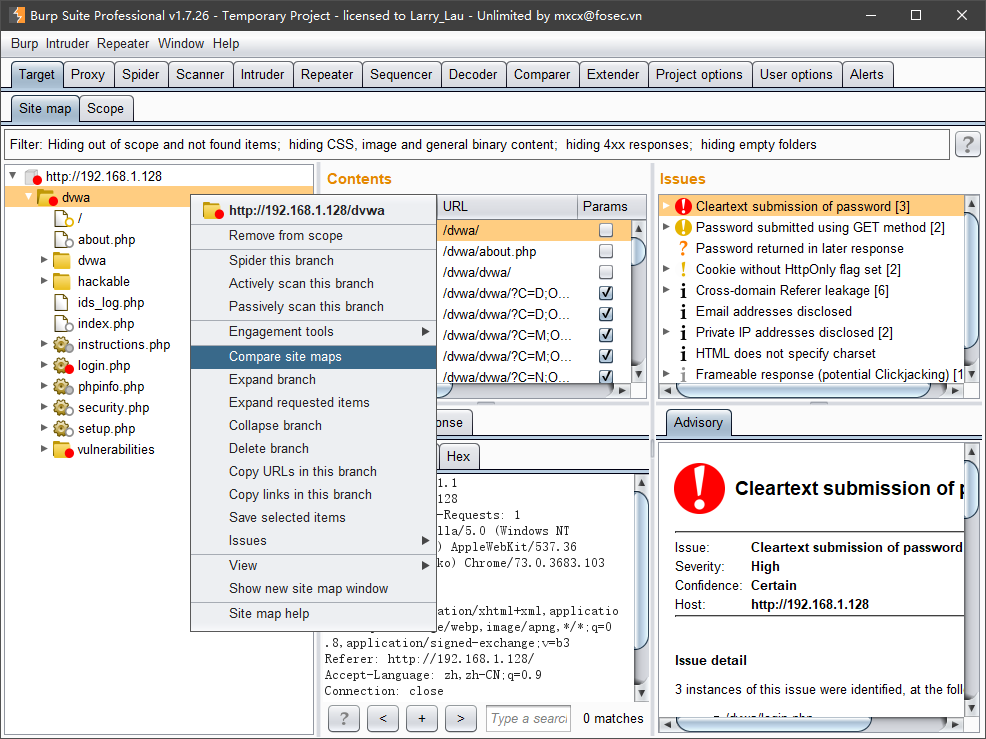 Burp Suite Professional v1.7.26 - Temporary Project - licensed to Larry_Lau - Unlimited by mxcx@fosec.vn
Burp Intruder Repeater Window Help
Target Proxy Spider Scanner Intruder Repeater Sequencer Decoder Comparer Extender Project options User options Alerts
Site map Scope
Filter: Hiding out of scope and not found items; hiding CSS, image and general binary content; hiding 4xx responses; hiding empty folders
?
http://192.168.1.128
dvwa
/
about.php
dvwa
hackable
ids_log.php
index.php
instructions.php
login.php
phpinfo.php
security.php
setup.php
vulnerabilities
http://192.168.1.128/dvwa
Remove from scope
Spider this branch
Actively scan this branch
Passively scan this branch
Engagement tools
Compare site maps
Expand branch
Expand requested items
Collapse branch
Delete branch
Copy URLs in this branch
Copy links in this branch
Save selected items
Issues
View
Show new site map window
Site map help
Contents
URL Params
/dvwa/
/dvwa/about.php
/dvwa/dvwa/
/dvwa/dvwa/?C=D;O...
/dvwa/dvwa/?C=D;O...
/dvwa/dvwa/?C=M;O...
/dvwa/dvwa/?C=M;O...
/dvwa/dvwa/?C=N;O...
onse
Hex
1.1
128
-Requests: 1
lla/5.0 (Windows NT
) AppleWebKit/537.36
ko) Chrome/73.0.3683.103
ation/xhtml+xml,applicatio
e/webp,image/apng,*/*;q=0
.8,application/signed-exchange;v=b3
Referer: http://192.168.1.128/
Accept-Language: zh,zh-CN;q=0.9
Connection: close
? < + > Type a searc 0 matches
Issues
Cleartext submission of password [3]
Password submitted using GET method [2]
Password returned in later response
Cookie without HttpOnly flag set [2]
Cross-domain Referer leakage [6]
Email addresses disclosed
Private IP addresses disclosed [2]
HTML does not specify charset
Frameable response (potential Clickjacking) [1
Advisory
Cleartext submission of p
Issue: Cleartext submission of password
Severity: High
Confidence: Certain
Host: http://192.168.1.128
Issue detail
3 instances of this issue were identified, at the foll
/dvwa/login.php